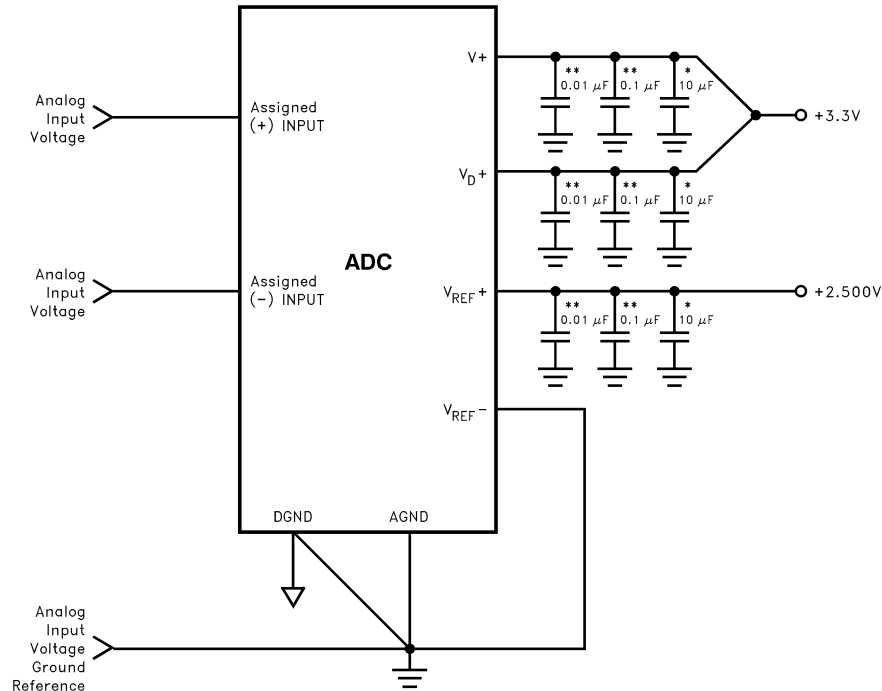 V+
** ** *
0.01 μF 0.1 μF 10 μF
Analog
Input
Voltage
Assigned
(+) INPUT
+3.3V
VD+
** ** *
0.01 μF 0.1 μF 10 μF
ADC
Analog
Input
Voltage
Assigned
(−) INPUT
VREF+
+2.500V
** ** *
0.01 μF 0.1 μF 10 μF
VREF−
DGND AGND
Analog
Input
Voltage
Ground
Reference